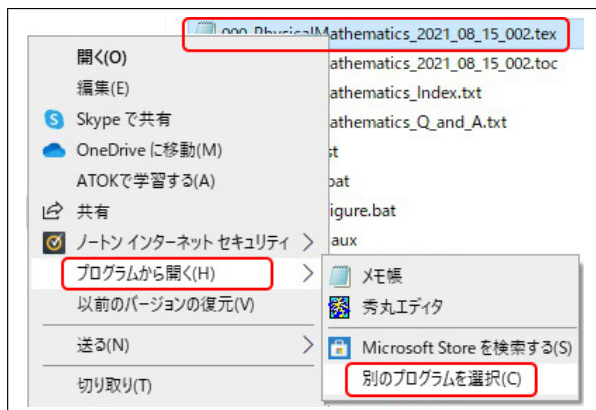 000_PhysicalMathematics_2021_08_15_002.tex
開く(O)
athematics_2021_08_15_002.toc
編集(E)
athematics_Index.txt
Skype で共有
athematics_Q_and_A.txt
OneDrive に移動(M)
st
ATOKで学習する(A)
bat
共有
igure.bat
ノートン インターネット セキュリティ
aux
プログラムから開く(H)
メモ帳
以前のバージョンの復元(V)
秀丸エディタ
送る(N)
Microsoft Store を検索する(S)
別のプログラムを選択(C)
切り取り(T)